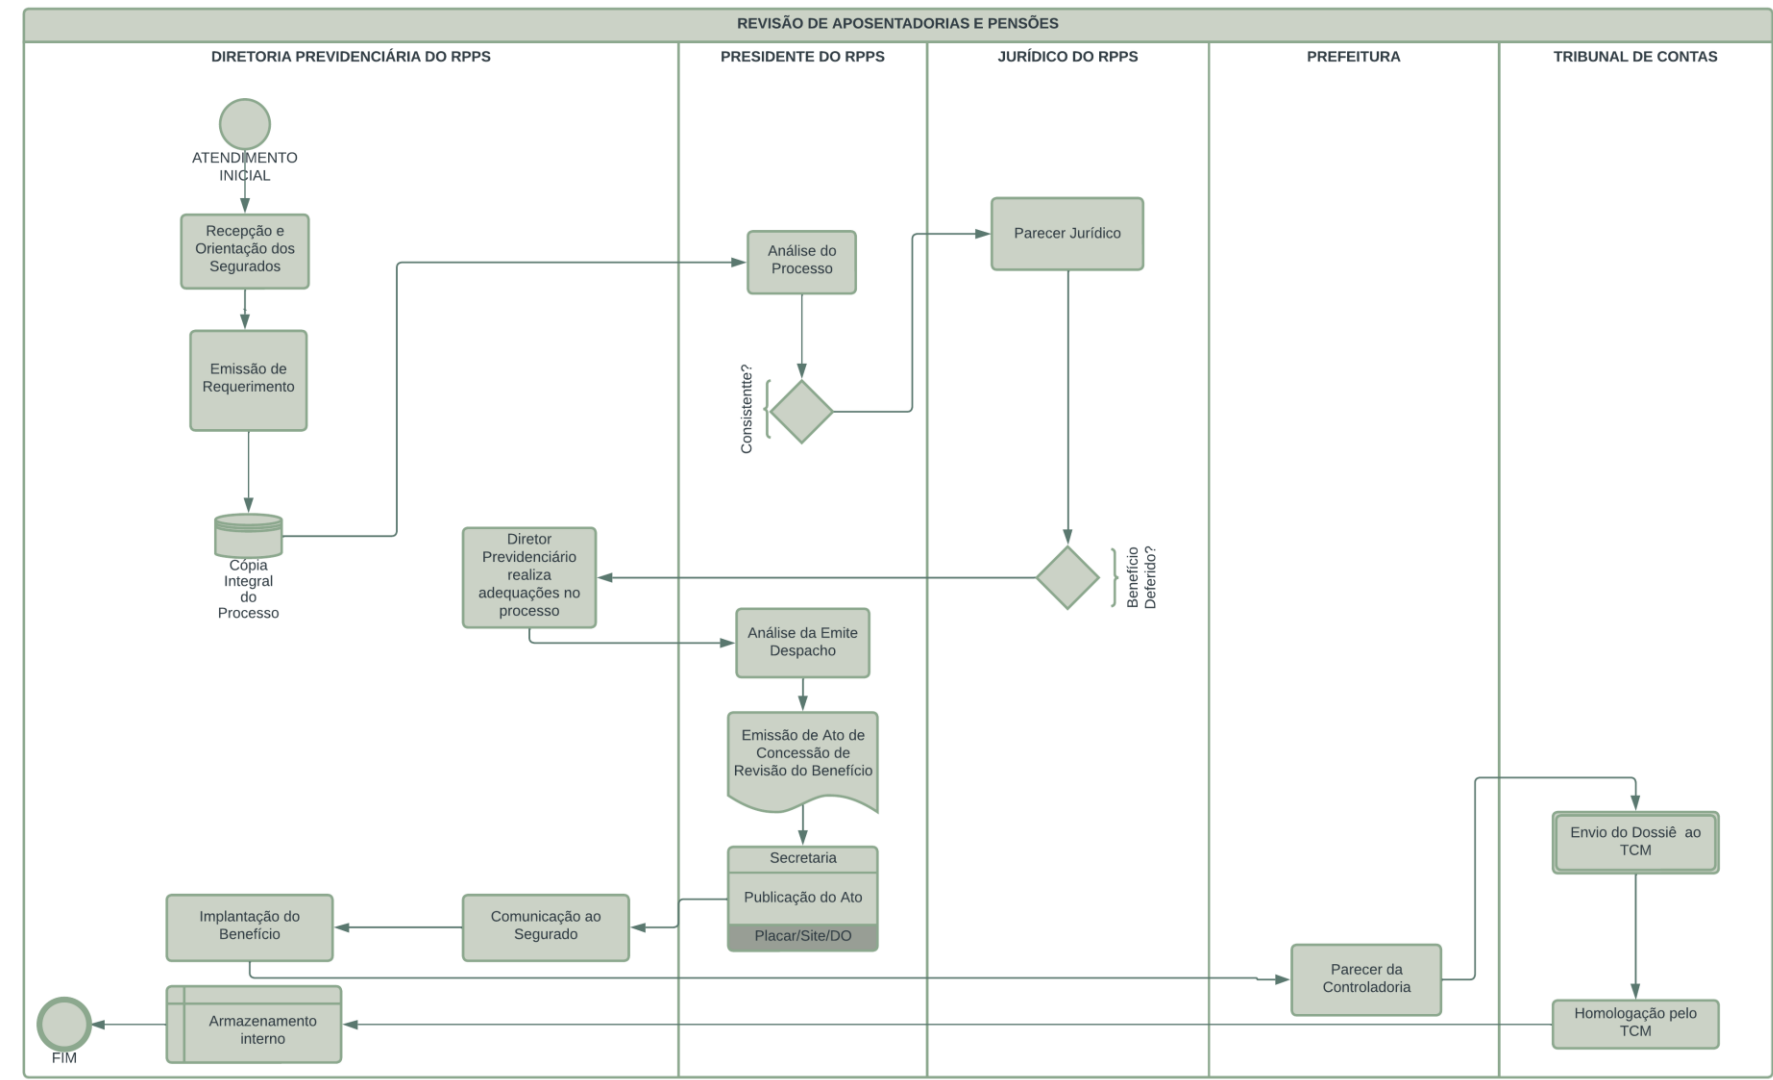 REVISÃO DE APOSENTADORIAS E PENSÕES
DIRETORIA PREVIDENCIÁRIA DO RPPS
PRESIDENTE DO RPPS
JURÍDICO DO RPPS
PREFEITURA
TRIBUNAL DE CONTAS
ATENDIMENTO
INICIAL
Recepção e
Orientação dos
Segurados
Emissão de
Requerimento
Cópia
Integral
do
Processo
Análise do
Processo
Consistentte?
Parecer Jurídico
Benefício
Deferido?
Diretor
Previdenciário
realiza
adequações no
processo
Análise da Emite
Despacho
Emissão de Ato de
Concessão de
Revisão do Benefício
Secretaria
Publicação do Ato
Placar/Site/DO
Comunicação ao
Segurado
Implantação do
Benefício
Parecer da
Controladoria
Envio do Dossiê ao
TCM
Homologação pelo
TCM
Armazenamento
interno
FIM